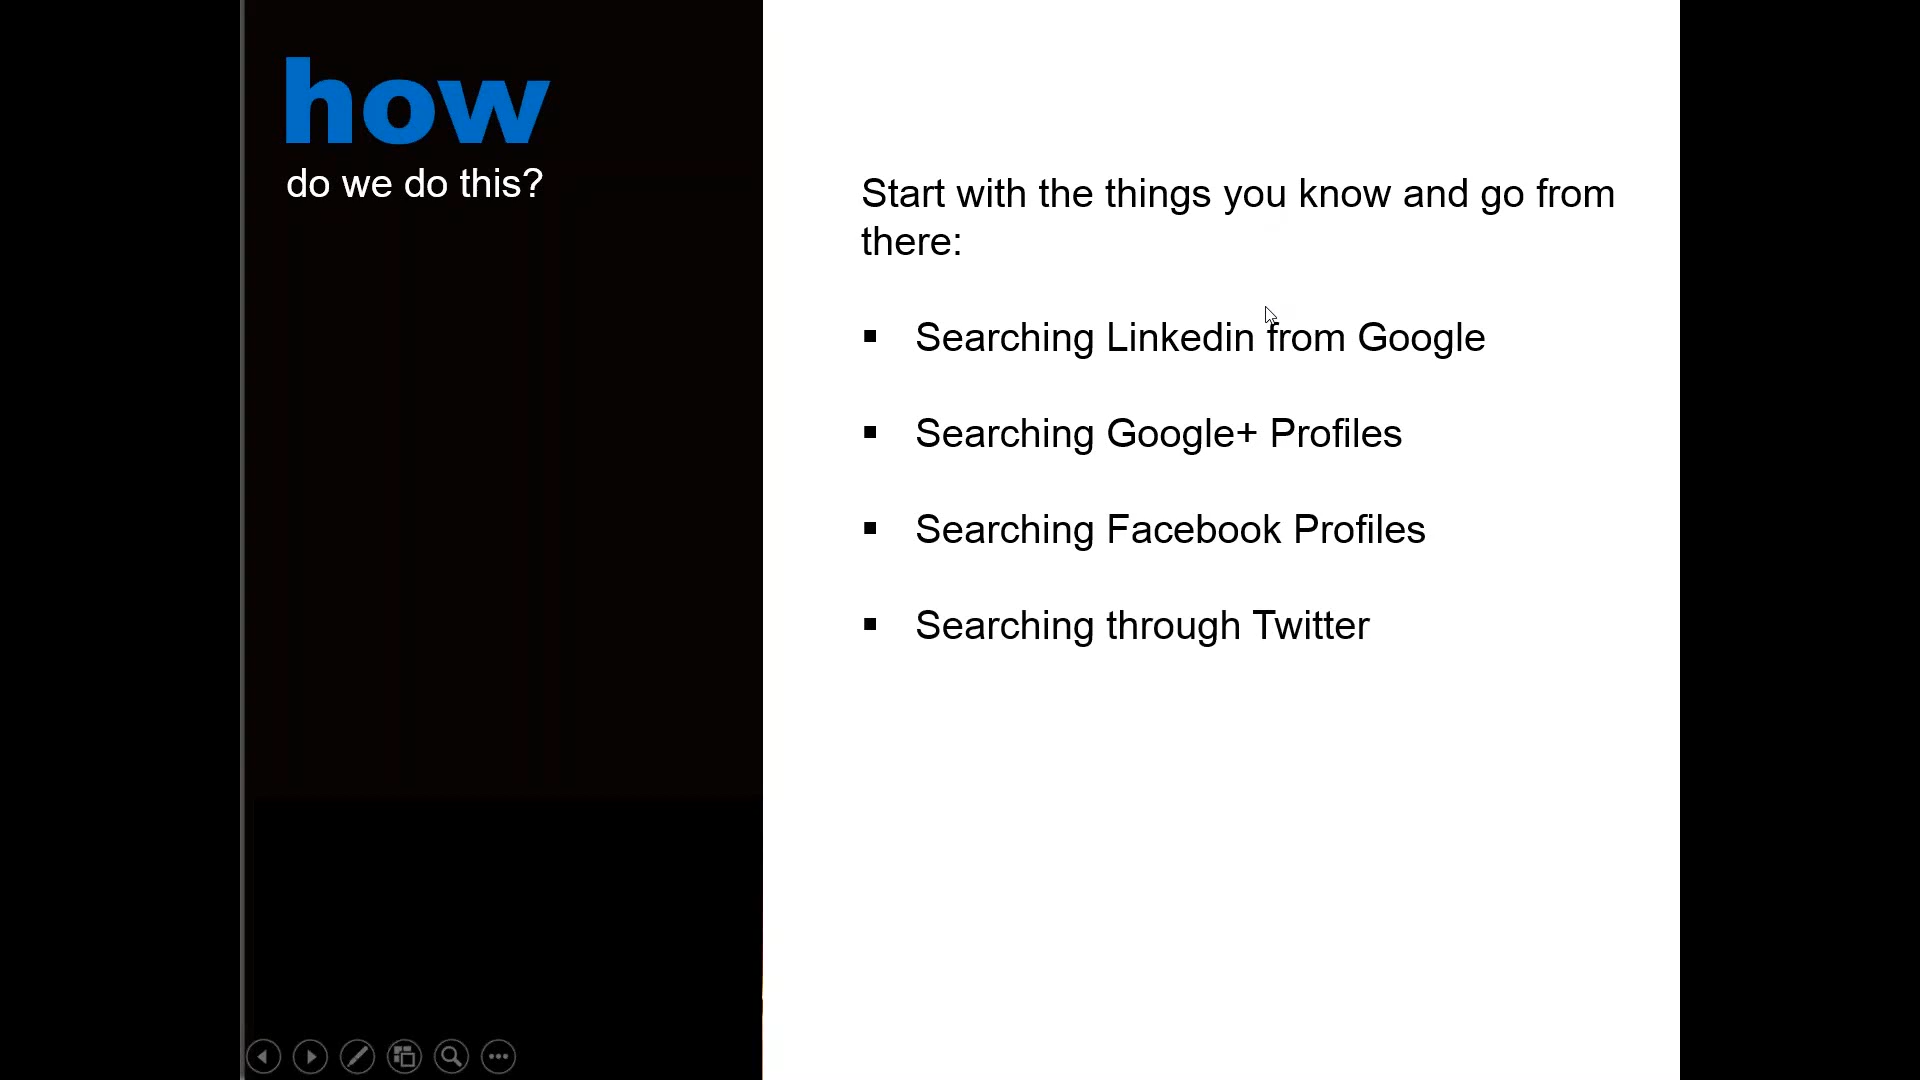 how
do we do this?
Start with the things you know and go from
there:
▪ Searching Linkedin from Google
▪ Searching Google+ Profiles
▪ Searching Facebook Profiles
▪ Searching through Twitter